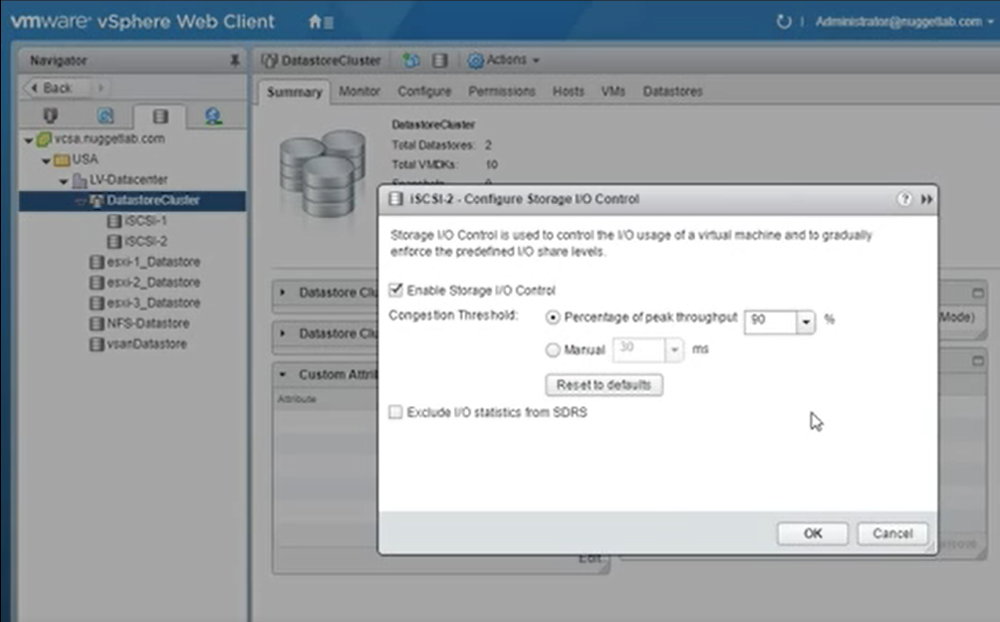 vmware® vSphere Web Client
Administrator@nuggetlab.com
Navigator
Back
vcsa.nuggetlab.com
USA
LV-Datacenter
DatastoreCluster
iSCSI-1
iSCSI-2
esxi-1_Datastore
esxi-2_Datastore
esxi-3_Datastore
NFS-Datastore
vsanDatastore
DatastoreCluster Actions
Summary Monitor Configure Permissions Hosts VMs Datastores
DatastoreCluster
Total Datastores: 2
Total VMDKs: 10
iSCSI-2 - Configure Storage I/O Control ?
Storage I/O Control is used to control the I/O usage of a virtual machine and to gradually
enforce the predefined I/O share levels.
Enable Storage I/O Control
Congestion Threshold: Percentage of peak throughput 90 %
Manual 30 ms
Reset to defaults
Exclude I/O statistics from SDRS
OK Cancel
Datastore Clu
Mode)
Datastore Clu
Custom Attrib
Attribute
Edit